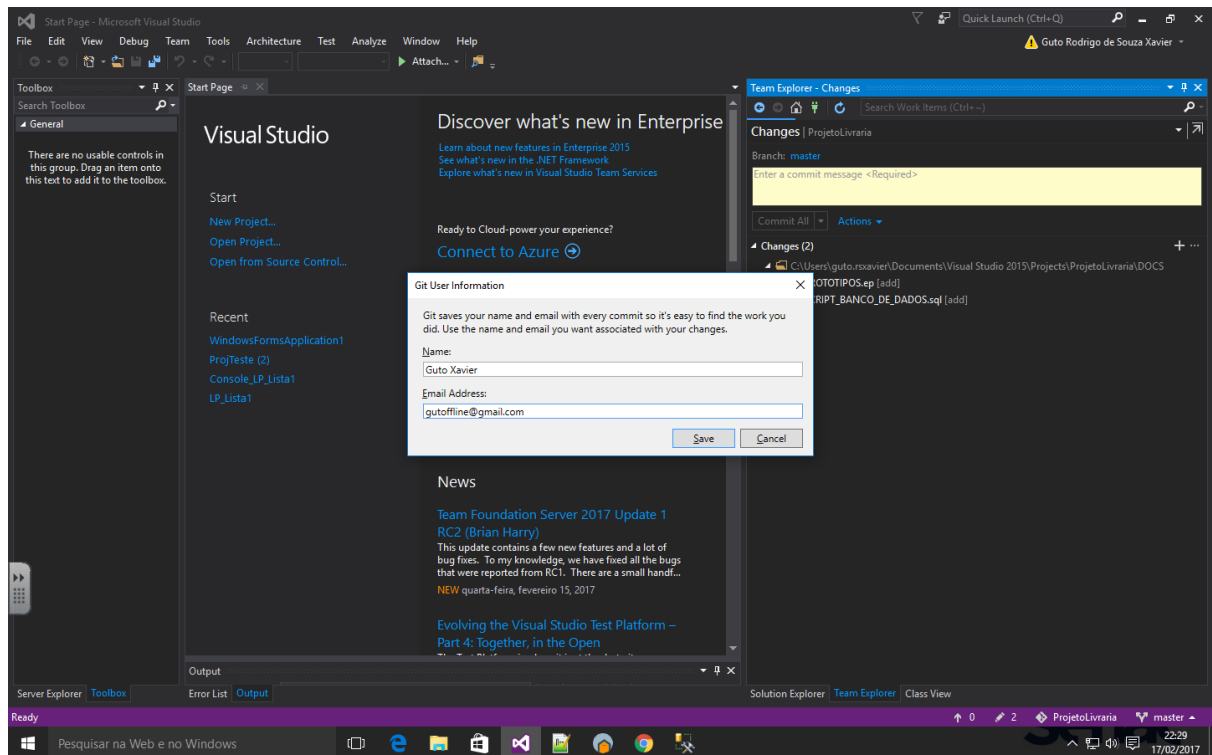 Start Page - Microsoft Visual Studio
Quick Launch (Ctrl+Q)
File Edit View Debug Team Tools Architecture Test Analyze Window Help
Guto Rodrigo de Souza Xavier
Attach...
Toolbox
Search Toolbox
General
There are no usable controls in
this group. Drag an item onto
this text to add it to the toolbox.
Start Page
Visual Studio
Start
New Project...
Open Project...
Open from Source Control...
Recent
WindowsFormsApplication1
ProjTeste (2)
Console_LP_Lista1
LP_Lista1
Discover what's new in Enterprise
Learn about new features in Enterprise 2015
See what's new in the .NET Framework
Explore what's new in Visual Studio Team Services
Ready to Cloud-power your experience?
Connect to Azure
Git User Information
Git saves your name and email with every commit so it's easy to find the work you
did. Use the name and email you want associated with your changes.
Name:
Guto Xavier
Email Address:
gutoffline@gmail.com
Save Cancel
News
Team Foundation Server 2017 Update 1
RC2 (Brian Harry)
This update contains a few new features and a lot of
bug fixes. To my knowledge, we have fixed all the bugs
that were reported from RC1. There are a small handf...
NEW quarta-feira, fevereiro 15, 2017
Evolving the Visual Studio Test Platform –
Part 4: Together, in the Open
Team Explorer - Changes
Search Work Items (Ctrl+~)
Changes | ProjetoLivraria
Branch: master
Enter a commit message <Required>
Commit All Actions
Changes (2)
C:\Users\guto.rsxavier\Documents\Visual Studio 2015\Projects\ProjetoLivraria\DOCS
OTOTIPOS.ep [add]
RIPT_BANCO_DE_DADOS.sql [add]
Output
Server Explorer Toolbox
Error List Output
Solution Explorer Team Explorer Class View
Ready
0 2 ProjetoLivraria master
Pesquisar na Web e no Windows
22:29
17/02/2017